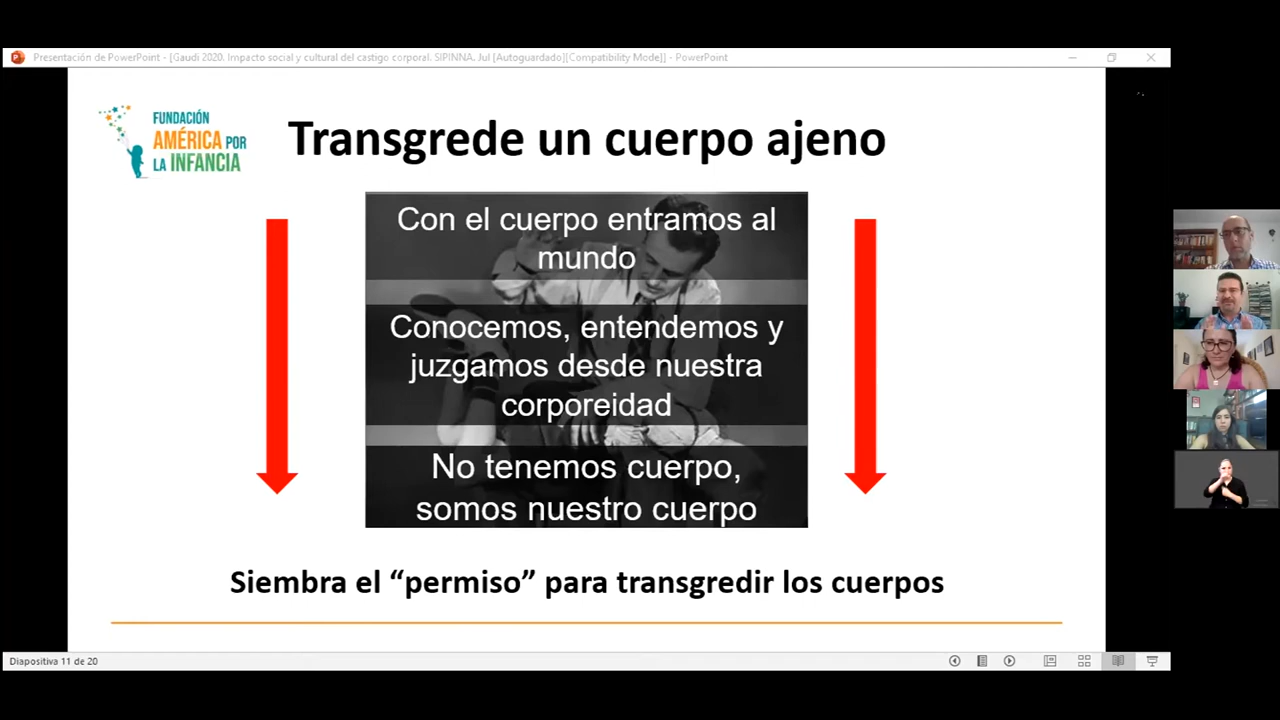 Presentación de PowerPoint - [Gaudi 2020. Impacto social y cultural del castigo corporal. SIPINNA. Jul [Autoguardado][Compatibility Mode]] - PowerPoint
FUNDACIÓN
AMÉRICA POR
LA INFANCIA
Transgrede un cuerpo ajeno
Con el cuerpo entramos al
mundo
Conocemos, entendemos y
juzgamos desde nuestra
corporeidad
No tenemos cuerpo,
somos nuestro cuerpo
Siembra el “permiso” para transgredir los cuerpos
Diapositiva 11 de 20